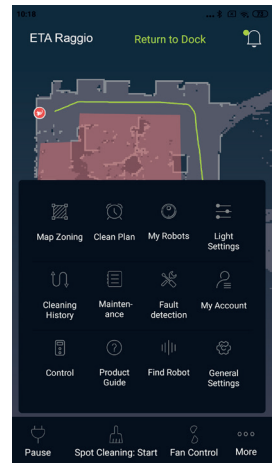 10:18
ETA Raggio
Return to Dock
Map Zoning
Clean Plan
My Robots
Light
Settings
Cleaning
History
Mainten-
ance
Fault
detection
My Account
Control
Product
Guide
Find Robot
General
Settings
Pause
Spot Cleaning: Start
Fan Control
More